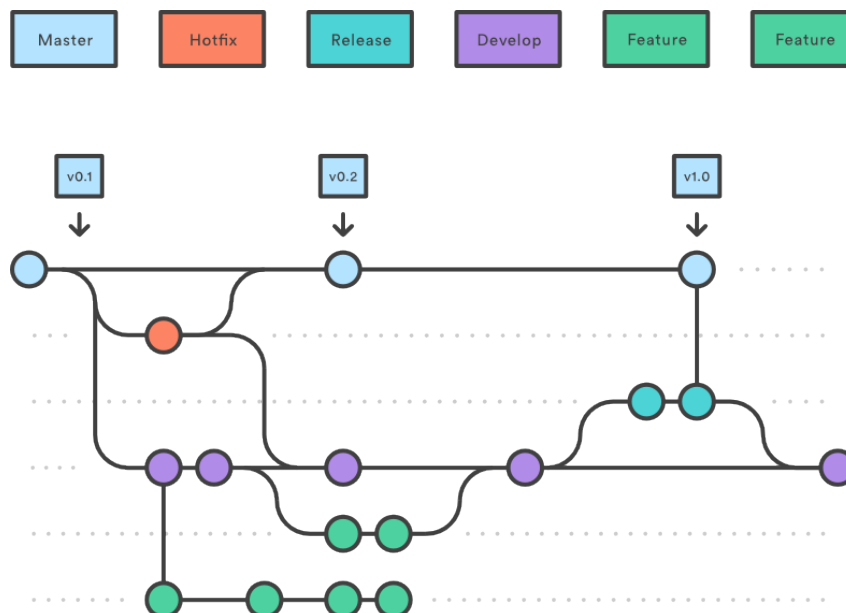 Master
Hotfix
Release
Develop
Feature
Feature
v0.1
v0.2
v1.0